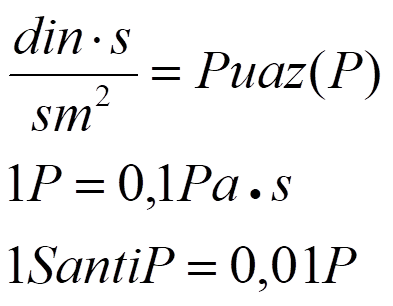 din·s/sm² = Puaz(P)
1P = 0,1Pa•s
1SantiP = 0,01P